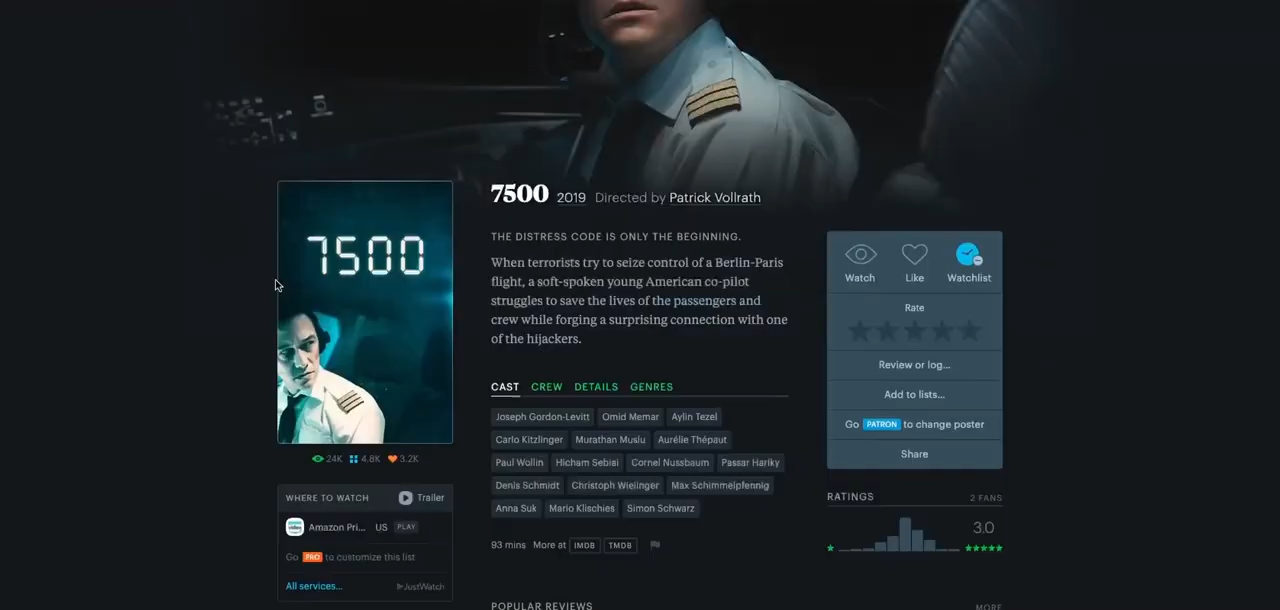 7500 2019 Directed by Patrick Vollrath
7500
THE DISTRESS CODE IS ONLY THE BEGINNING.
When terrorists try to seize control of a Berlin-Paris
flight, a soft-spoken young American co-pilot
struggles to save the lives of the passengers and
crew while forging a surprising connection with one
of the hijackers.
CAST CREW DETAILS GENRES
Joseph Gordon-Levitt Omid Memar Aylin Tezel
Carlo Kitzlinger Murathan Muslu Aurélie Thépaut
Paul Wollin Hicham Sebiai Cornel Nussbaum Passar Hariky
Denis Schmidt Christoph Wielinger Max Schimmelpfennig
Anna Suk Mario Klischies Simon Schwarz
93 mins More at IMDB TMDB
24K 4.8K 3.2K
WHERE TO WATCH Trailer
Amazon Pri... US PLAY
Go PRO to customize this list
All services... JustWatch
Watch Like Watchlist
Rate
Review or log...
Add to lists...
Go PATRON to change poster
Share
RATINGS 2 FANS
3.0
POPULAR REVIEWS MORE